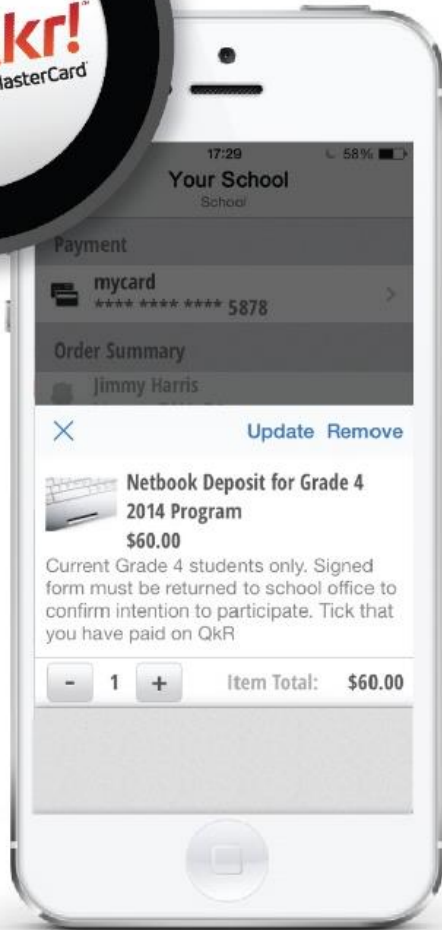 kr!
MasterCard
17:29
58%
Your School
School
Payment
mycard
**** **** **** 5878
>
Order Summary
Jimmy Harris
Update Remove
Netbook Deposit for Grade 4
2014 Program
$60.00
Current Grade 4 students only. Signed
form must be returned to school office to
confirm intention to participate. Tick that
you have paid on QkR
- 1 + Item Total: $60.00